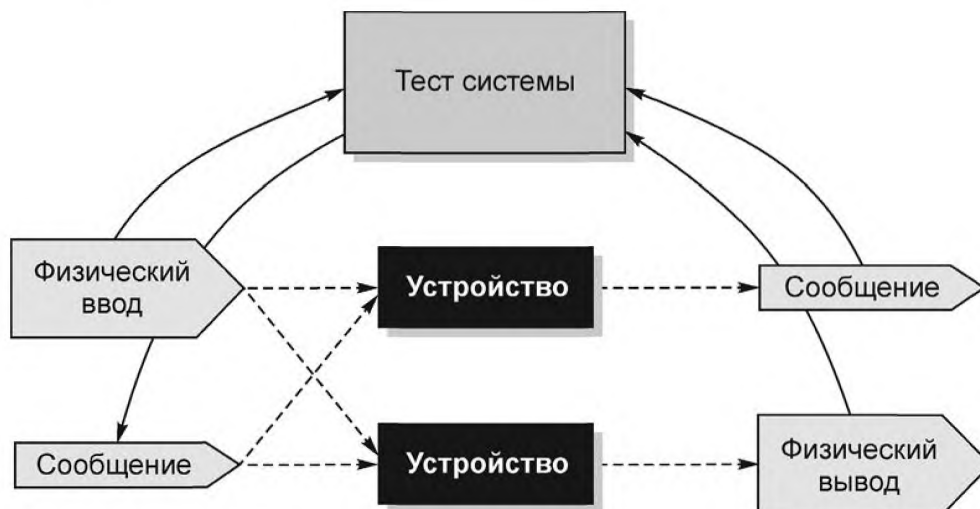 Тест системы
Физический
ввод
Устройство
Сообщение
Сообщение
Устройство
Физический
вывод